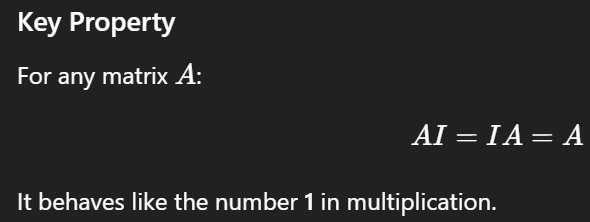 Key Property
For any matrix A:
AI = IA = A
It behaves like the number 1 in multiplication.